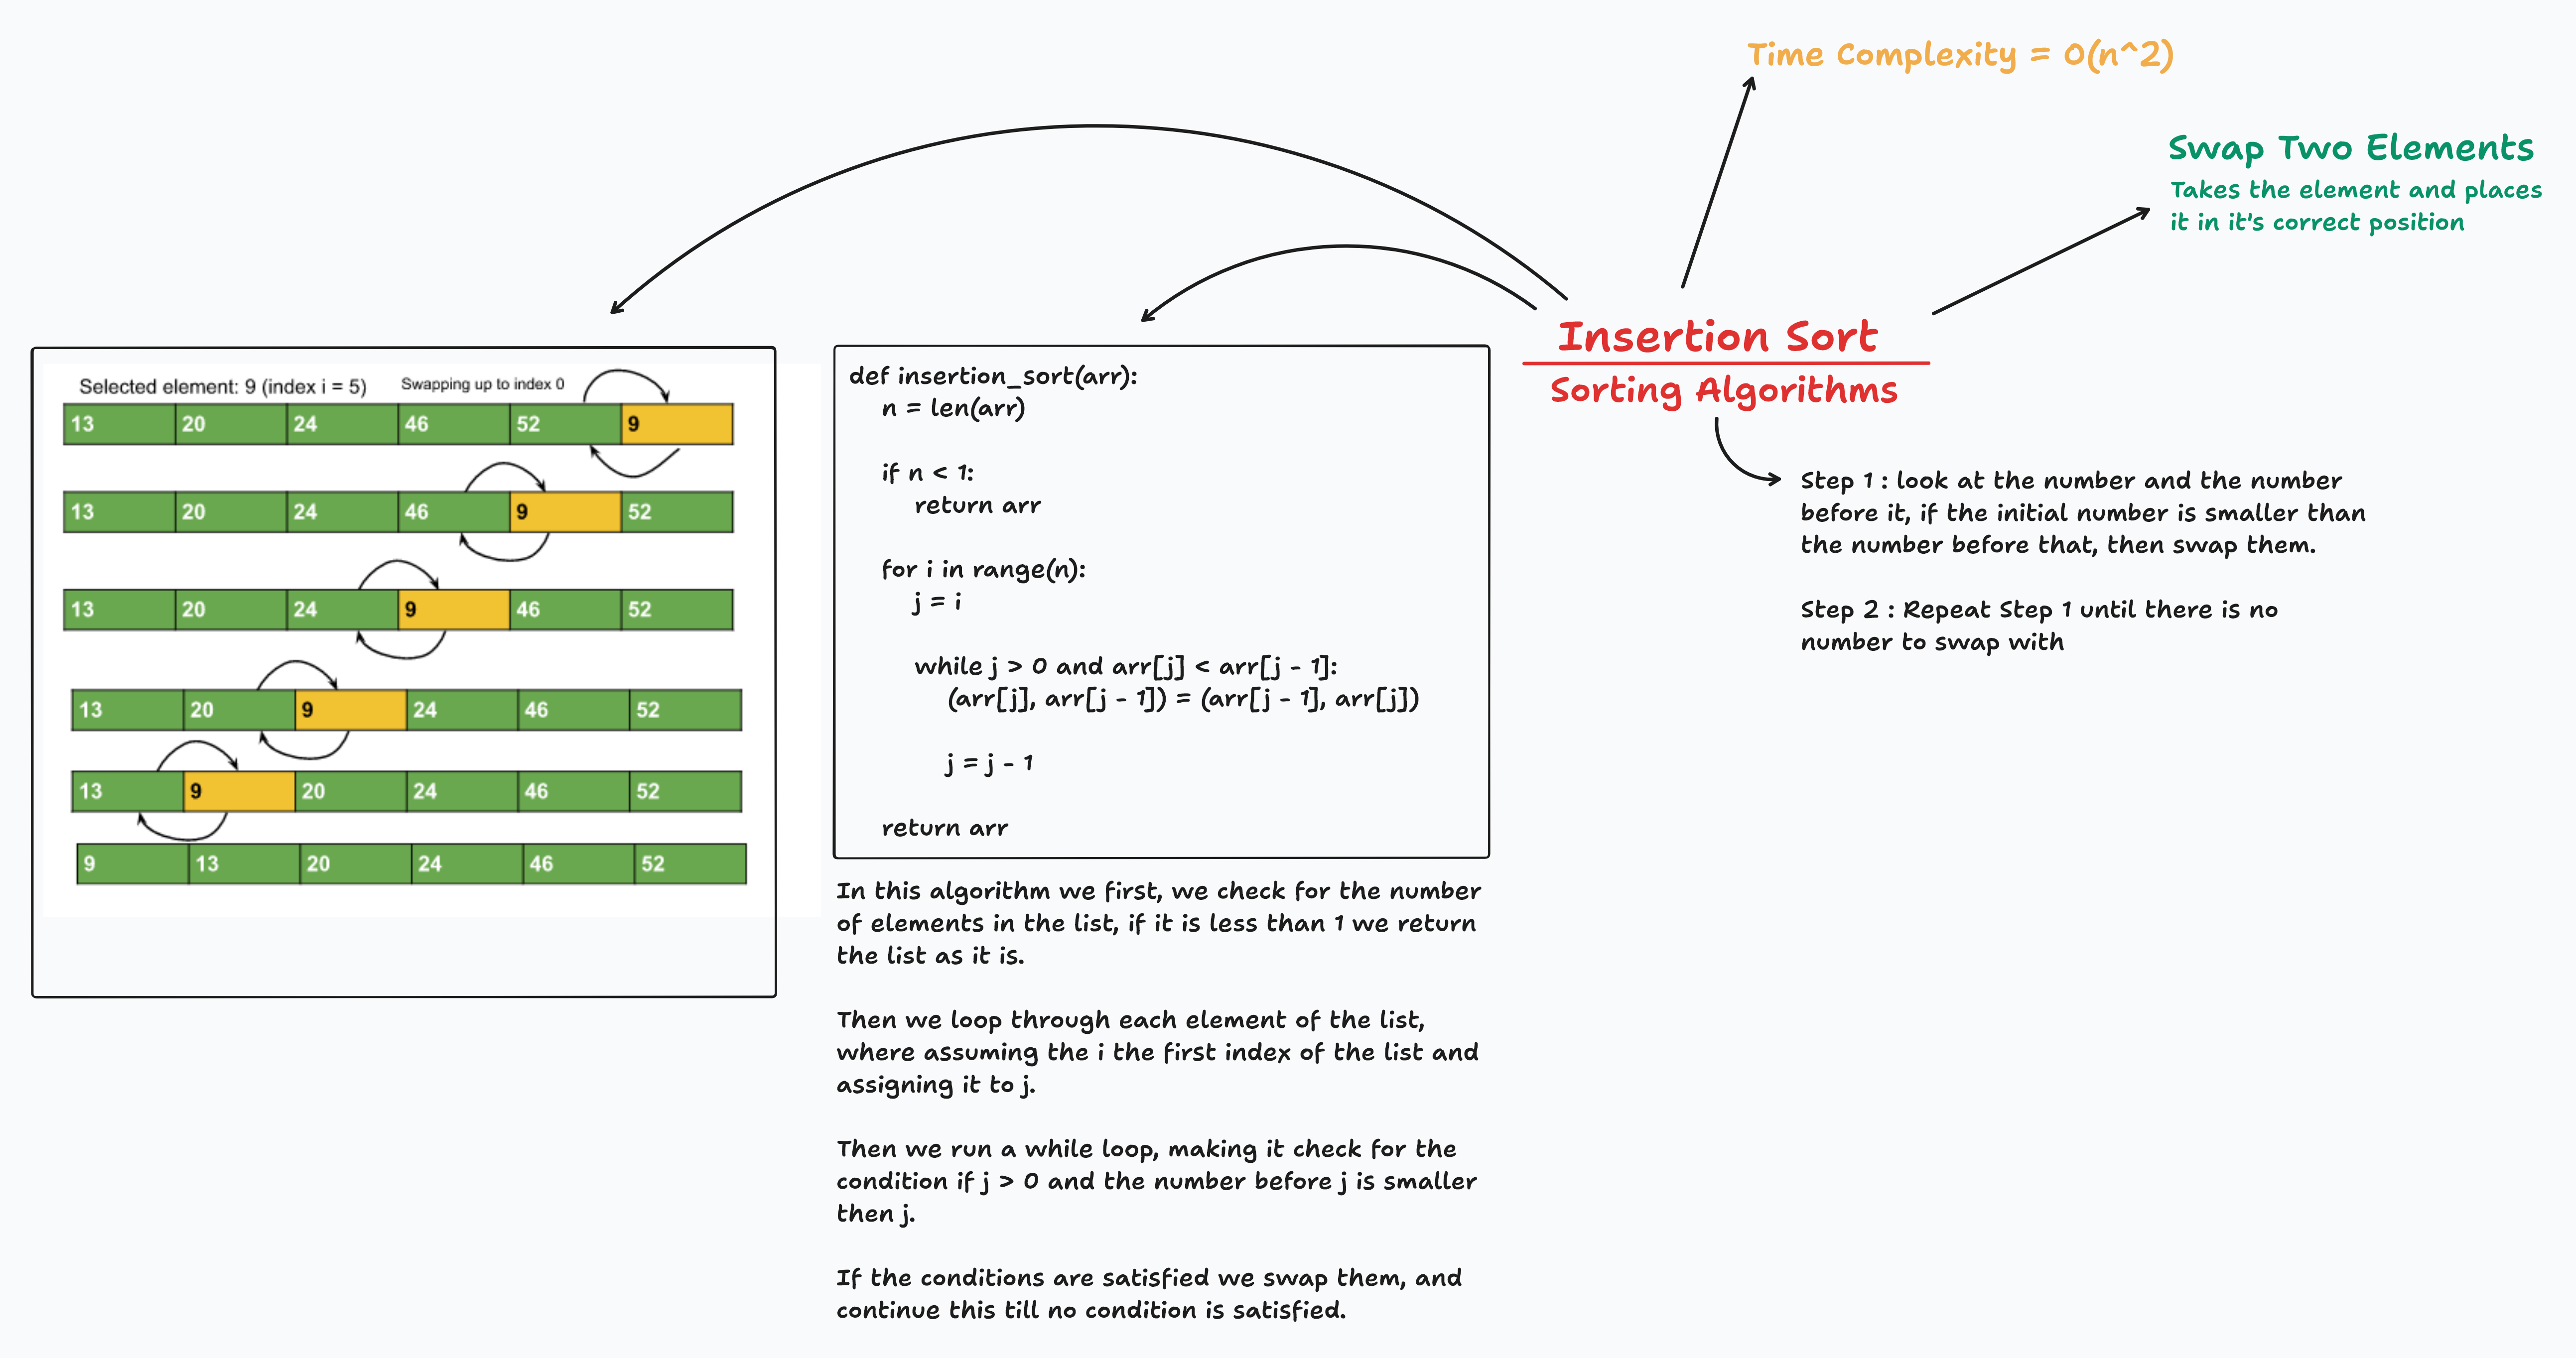 Time Complexity = O(n^2)
Swap Two Elements
Takes the element and places
it in it's correct position
Insertion Sort
Sorting Algorithms
Step 1 : look at the number and the number
before it, if the initial number is smaller than
the number before that, then swap them.
Step 2 : Repeat Step 1 until there is no
number to swap with
Selected element: 9 (index i = 5) Swapping up to index 0
13 20 24 46 52 9
13 20 24 46 9 52
13 20 24 9 46 52
13 20 9 24 46 52
13 9 20 24 46 52
9 13 20 24 46 52
def insertion_sort(arr):
n = len(arr)
if n < 1:
return arr
for i in range(n):
j = i
while j > 0 and arr[j] < arr[j - 1]:
(arr[j], arr[j - 1]) = (arr[j - 1], arr[j])
j = j - 1
return arr
In this algorithm we first, we check for the number
of elements in the list, if it is less than 1 we return
the list as it is.
Then we loop through each element of the list,
where assuming the i the first index of the list and
assigning it to j.
Then we run a while loop, making it check for the
condition if j > 0 and the number before j is smaller
then j.
If the conditions are satisfied we swap them, and
continue this till no condition is satisfied.